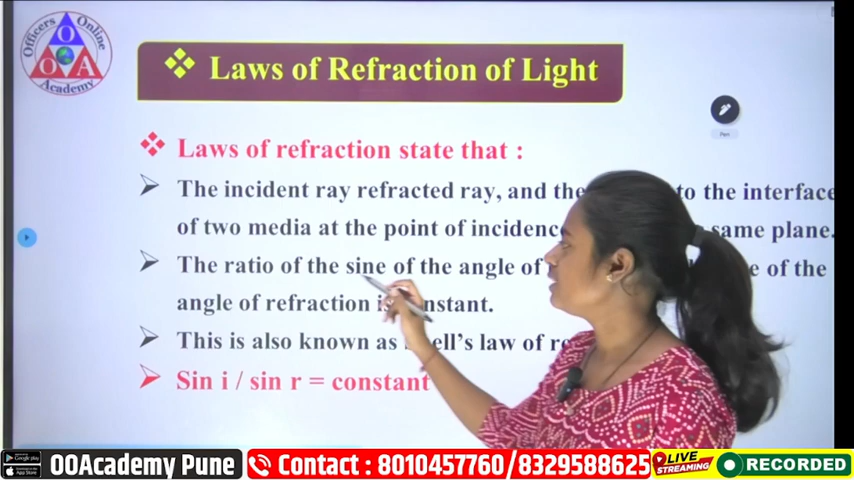 Officers Online
O
O A
Academy
Laws of Refraction of Light
Pen
Laws of refraction state that :
The incident ray refracted ray, and the to the interface
of two media at the point of incidence same plane.
The ratio of the sine of the angle of of the
angle of refraction is constant.
This is also known as law of
Sin i / sin r = constant
Google play
App Store
OOAcademy Pune
Contact : 8010457760/8329588625
LIVE
STREAMING
RECORDED